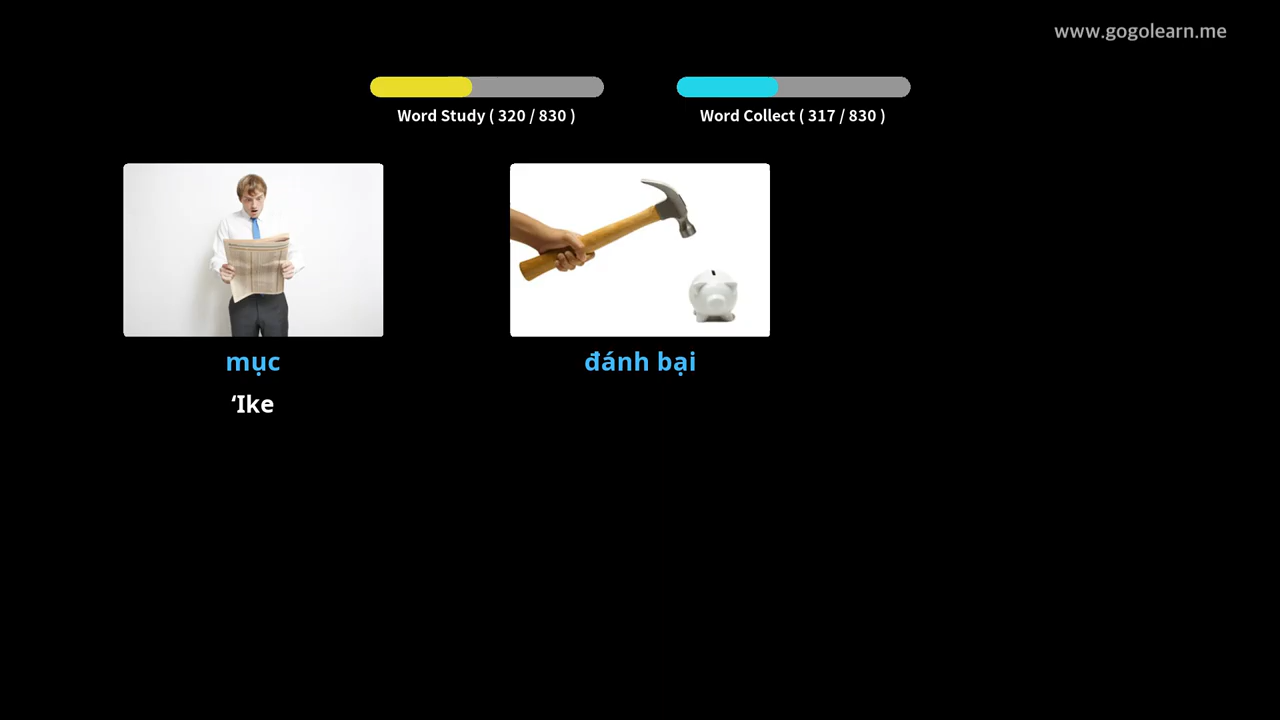 www.gogolearn.me
Word Study ( 320 / 830 )
Word Collect ( 317 / 830 )
mục
đánh bại
‘Ike